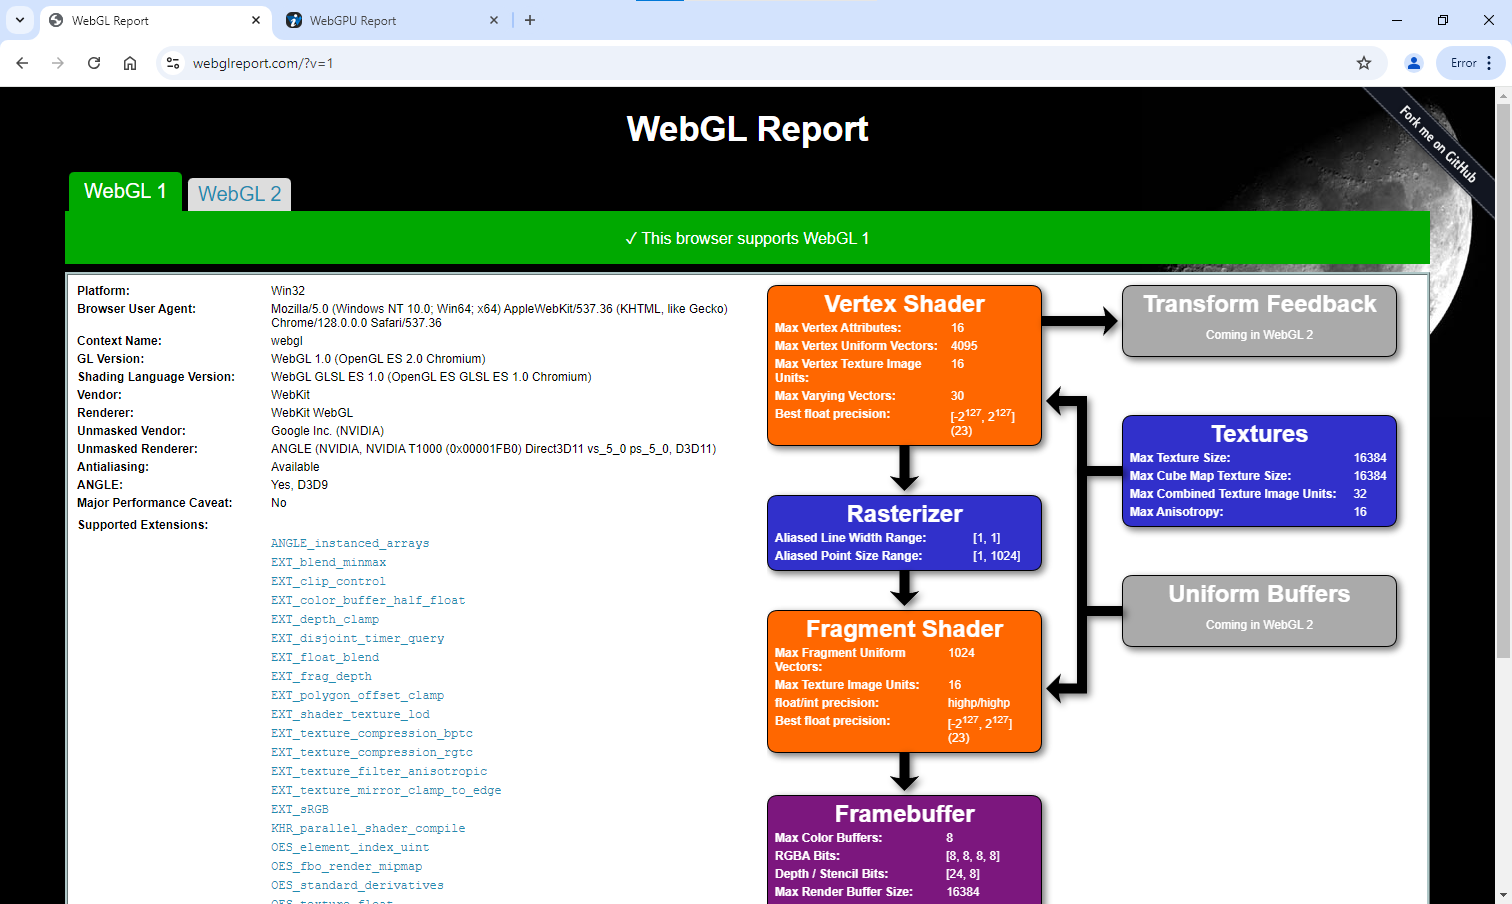 WebGL Report
WebGPU Report
webglreport.com/?v=1
Error
WebGL Report
Fork me on GitHub
WebGL 1
WebGL 2
✓ This browser supports WebGL 1
Platform: Win32
Browser User Agent: Mozilla/5.0 (Windows NT 10.0; Win64; x64) AppleWebKit/537.36 (KHTML, like Gecko)
Chrome/128.0.0.0 Safari/537.36
Context Name: webgl
GL Version: WebGL 1.0 (OpenGL ES 2.0 Chromium)
Shading Language Version: WebGL GLSL ES 1.0 (OpenGL ES GLSL ES 1.0 Chromium)
Vendor: WebKit
Renderer: WebKit WebGL
Unmasked Vendor: Google Inc. (NVIDIA)
Unmasked Renderer: ANGLE (NVIDIA, NVIDIA T1000 (0x00001FB0) Direct3D11 vs_5_0 ps_5_0, D3D11)
Antialiasing: Available
ANGLE: Yes, D3D9
Major Performance Caveat: No
Supported Extensions:
ANGLE_instanced_arrays
EXT_blend_minmax
EXT_clip_control
EXT_color_buffer_half_float
EXT_depth_clamp
EXT_disjoint_timer_query
EXT_float_blend
EXT_frag_depth
EXT_polygon_offset_clamp
EXT_shader_texture_lod
EXT_texture_compression_bptc
EXT_texture_compression_rgtc
EXT_texture_filter_anisotropic
EXT_texture_mirror_clamp_to_edge
EXT_sRGB
KHR_parallel_shader_compile
OES_element_index_uint
OES_fbo_render_mipmap
OES_standard_derivatives
OES_texture_float
Vertex Shader
Max Vertex Attributes: 16
Max Vertex Uniform Vectors: 4095
Max Vertex Texture Image 16
Units:
Max Varying Vectors: 30
Best float precision: [-2¹²⁷, 2¹²⁷]
(23)
Rasterizer
Aliased Line Width Range: [1, 1]
Aliased Point Size Range: [1, 1024]
Fragment Shader
Max Fragment Uniform 1024
Vectors:
Max Texture Image Units: 16
float/int precision: highp/highp
Best float precision: [-2¹²⁷, 2¹²⁷]
(23)
Framebuffer
Max Color Buffers: 8
RGBA Bits: [8, 8, 8, 8]
Depth / Stencil Bits: [24, 8]
Max Render Buffer Size: 16384
Transform Feedback
Coming in WebGL 2
Textures
Max Texture Size: 16384
Max Cube Map Texture Size: 16384
Max Combined Texture Image Units: 32
Max Anisotropy: 16
Uniform Buffers
Coming in WebGL 2